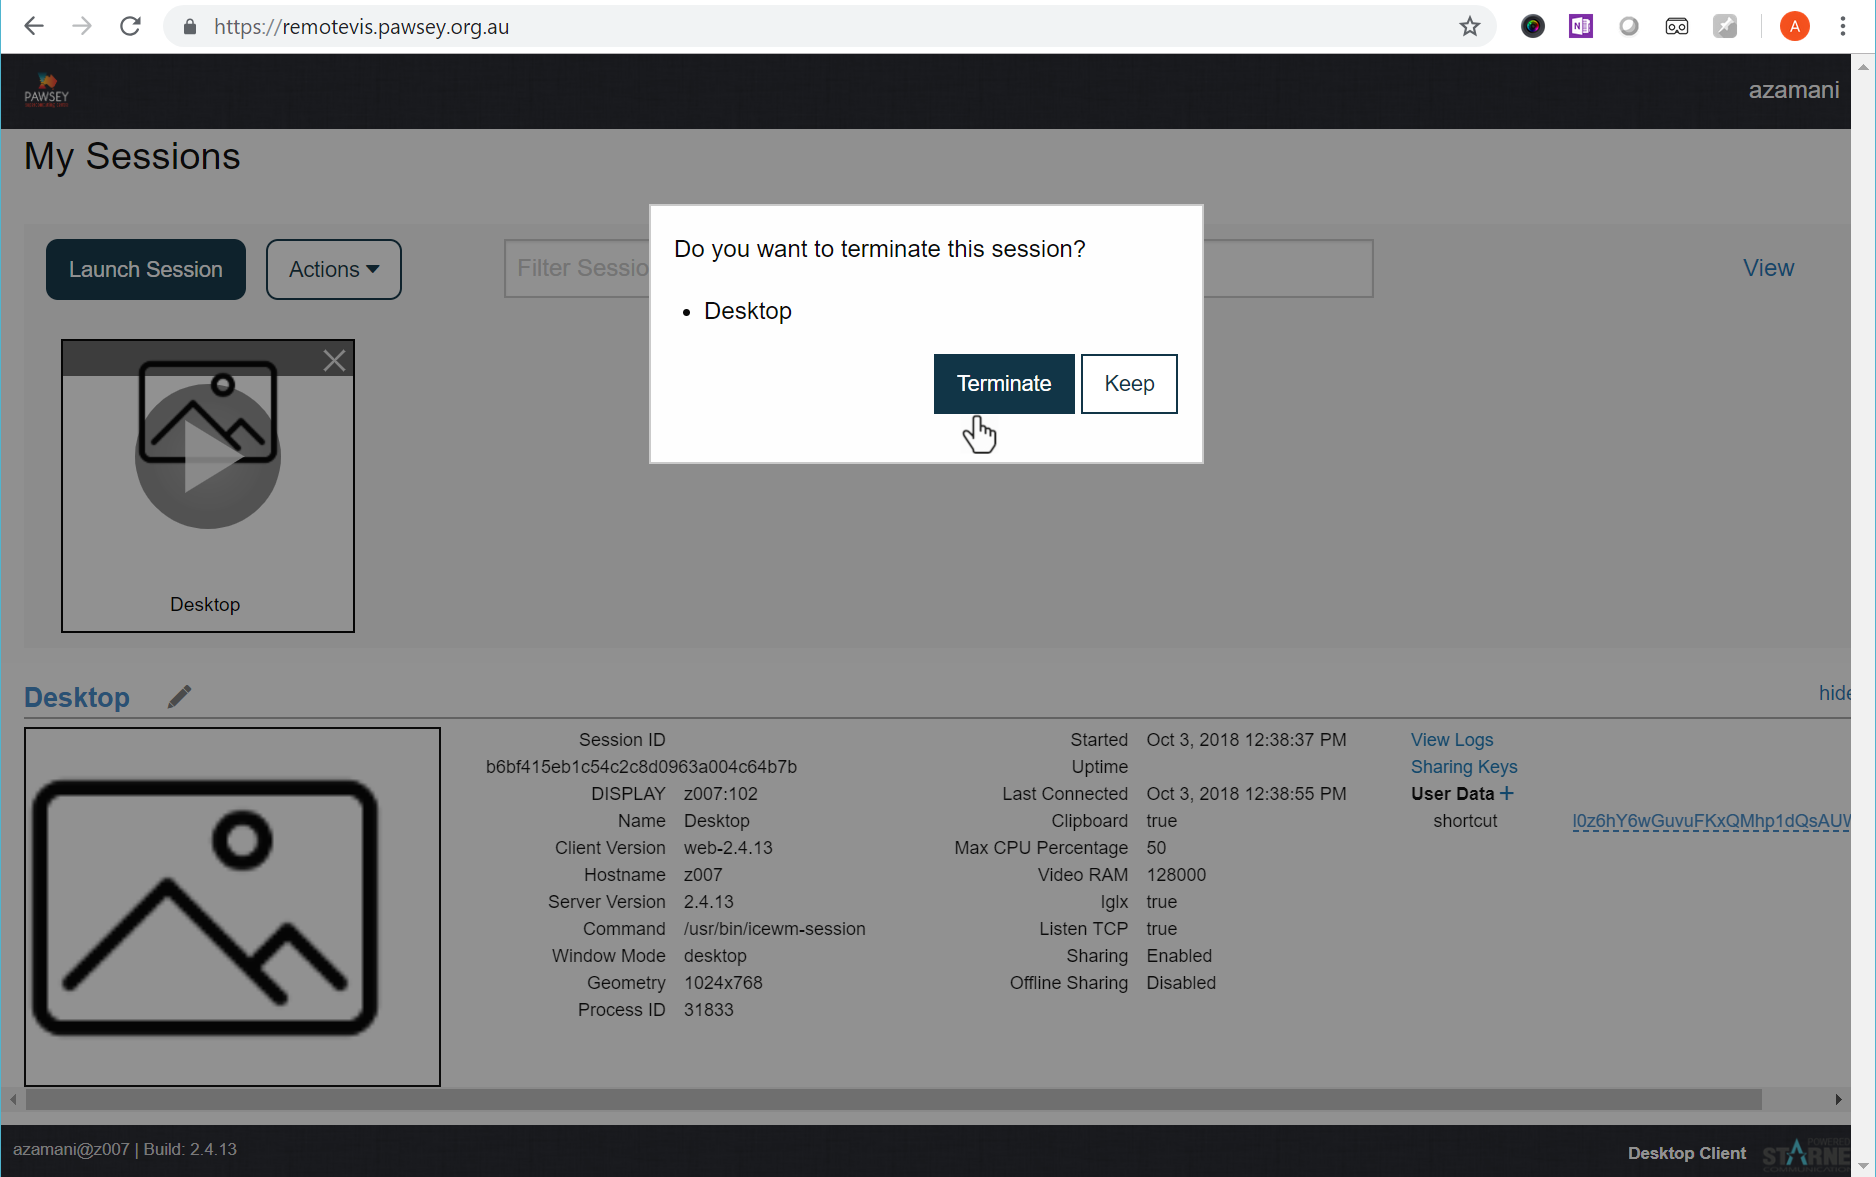 https://remotevis.pawsey.org.au
A
PAWSEY
azamani
My Sessions
Launch Session
Actions
Filter Sessio
View
Do you want to terminate this session?
• Desktop
Terminate
Keep
Desktop
Desktop
hide
Session ID
b6bf415eb1c54c2c8d0963a004c64b7b
DISPLAY z007:102
Name Desktop
Client Version web-2.4.13
Hostname z007
Server Version 2.4.13
Command /usr/bin/icewm-session
Window Mode desktop
Geometry 1024x768
Process ID 31833
Started Oct 3, 2018 12:38:37 PM
Uptime
Last Connected Oct 3, 2018 12:38:55 PM
Clipboard true
Max CPU Percentage 50
Video RAM 128000
Iglx true
Listen TCP true
Sharing Enabled
Offline Sharing Disabled
View Logs
Sharing Keys
User Data +
shortcut
azamani@z007 | Build: 2.4.13
Desktop Client
POWERED
STARNE